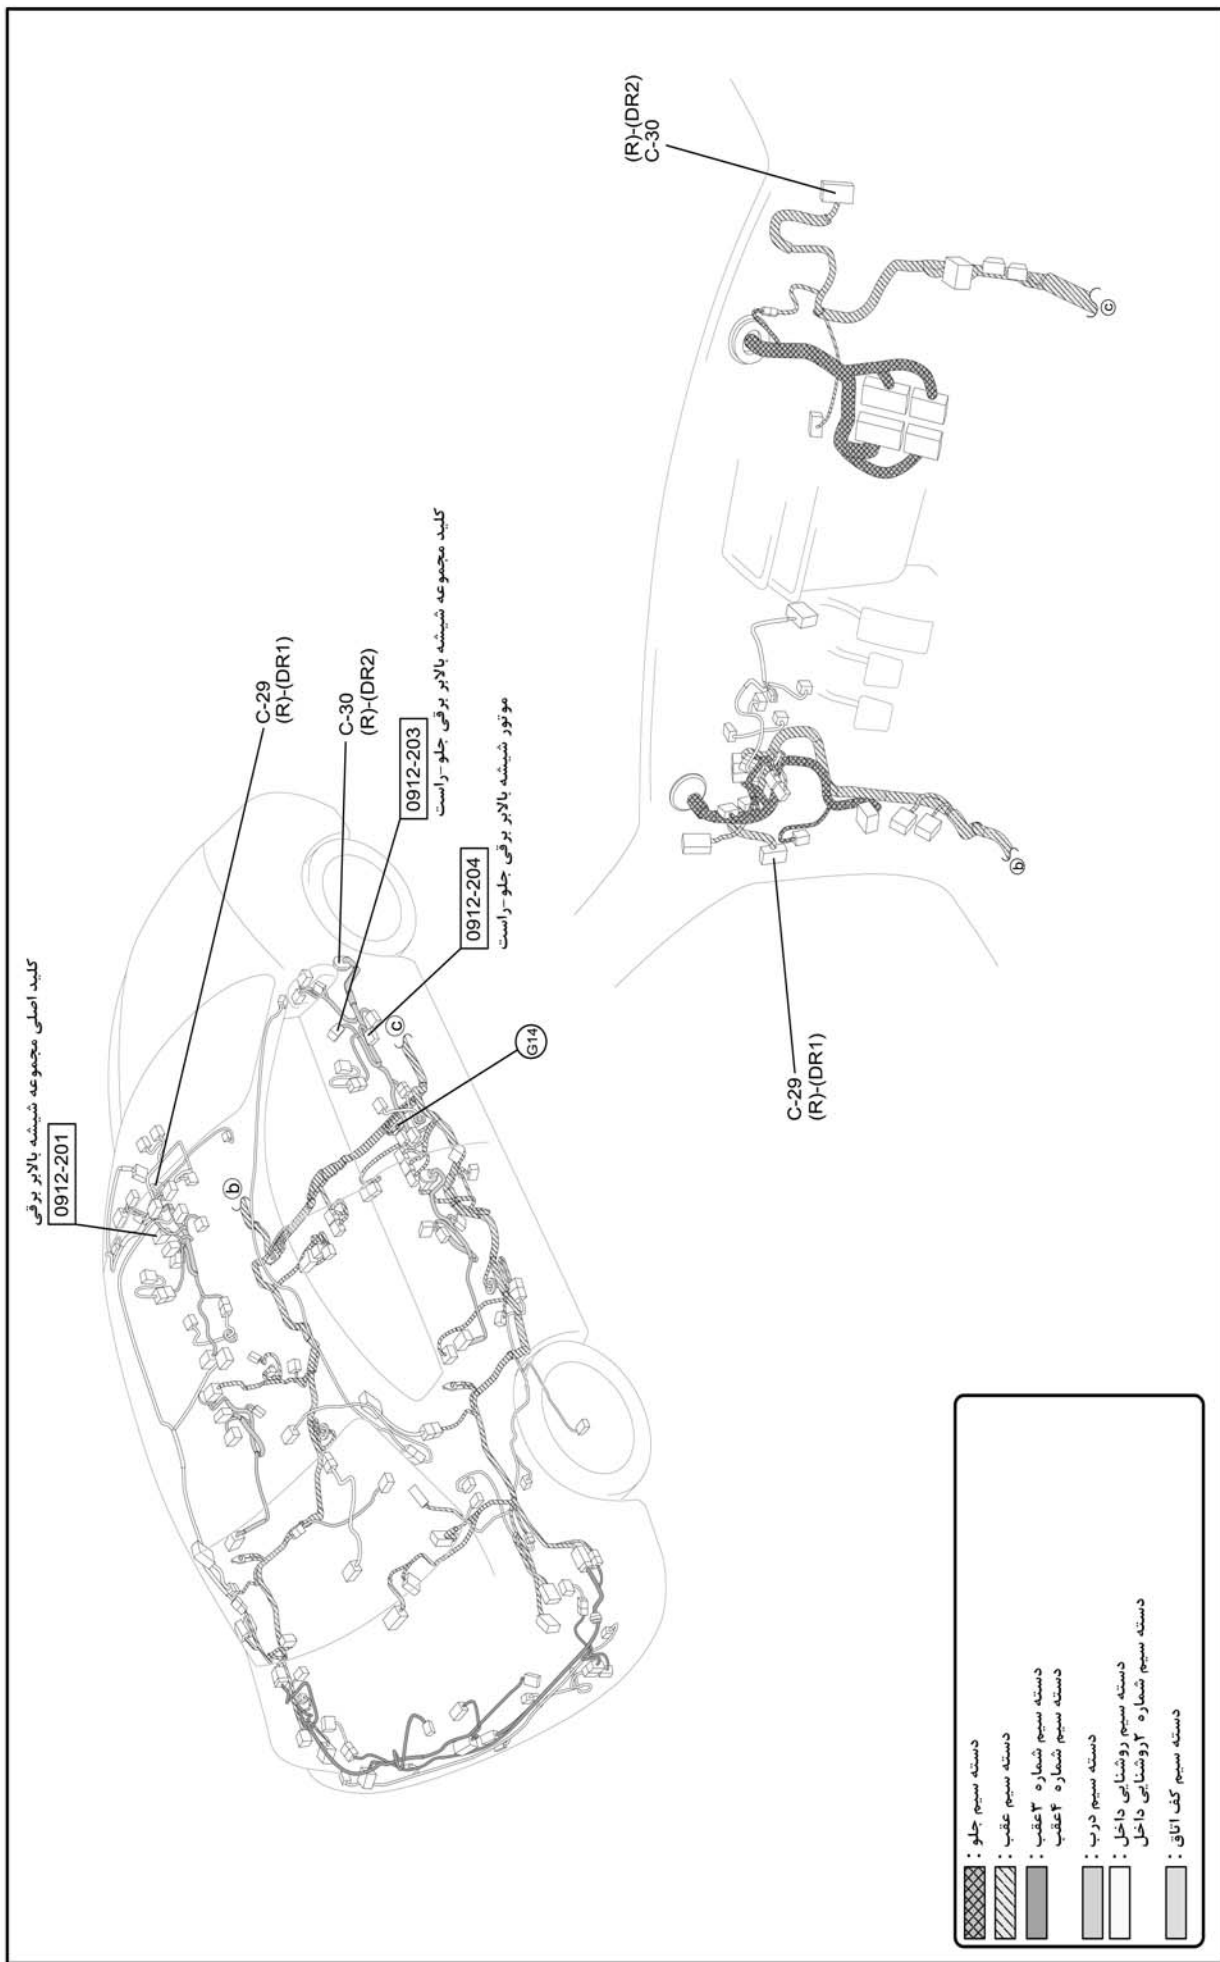 کلید اصلی مجموعه شیشه بالابر برقی
0912-201
C-29
(R)-(DR1)
C-30
(R)-(DR2)
0912-203
کلید مجموعه شیشه بالابر برقی جلو-راست
0912-204
موتور شیشه بالابر برقی جلو-راست
G14
b
c
(R)-(DR2)
C-30
C-29
(R)-(DR1)
b
c
دسته سیم جلو :
دسته سیم عقب :
دسته سیم شماره ۳عقب :
دسته سیم شماره ۴عقب
دسته سیم درب :
دسته سیم روشنایی داخل :
دسته سیم شماره ۲روشنایی داخل
دسته سیم کف اتاق :